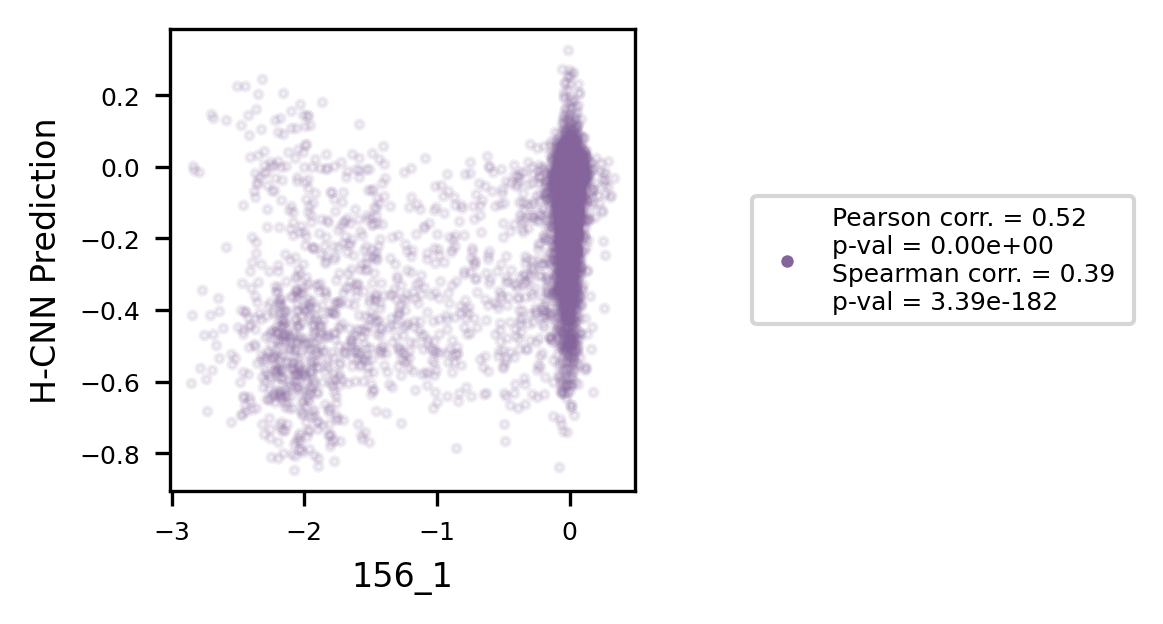 H-CNN Prediction
0.2
0.0
−0.2
−0.4
−0.6
−0.8
−3
−2
−1
0
156_1
Pearson corr. = 0.52
p-val = 0.00e+00
Spearman corr. = 0.39
p-val = 3.39e-182